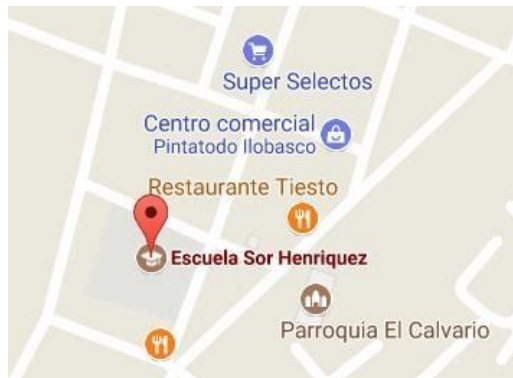 Super Selectos
Centro comercial
Pintatodo Ilobasco
Restaurante Tiesto
Escuela Sor Henriquez
Parroquia El Calvario